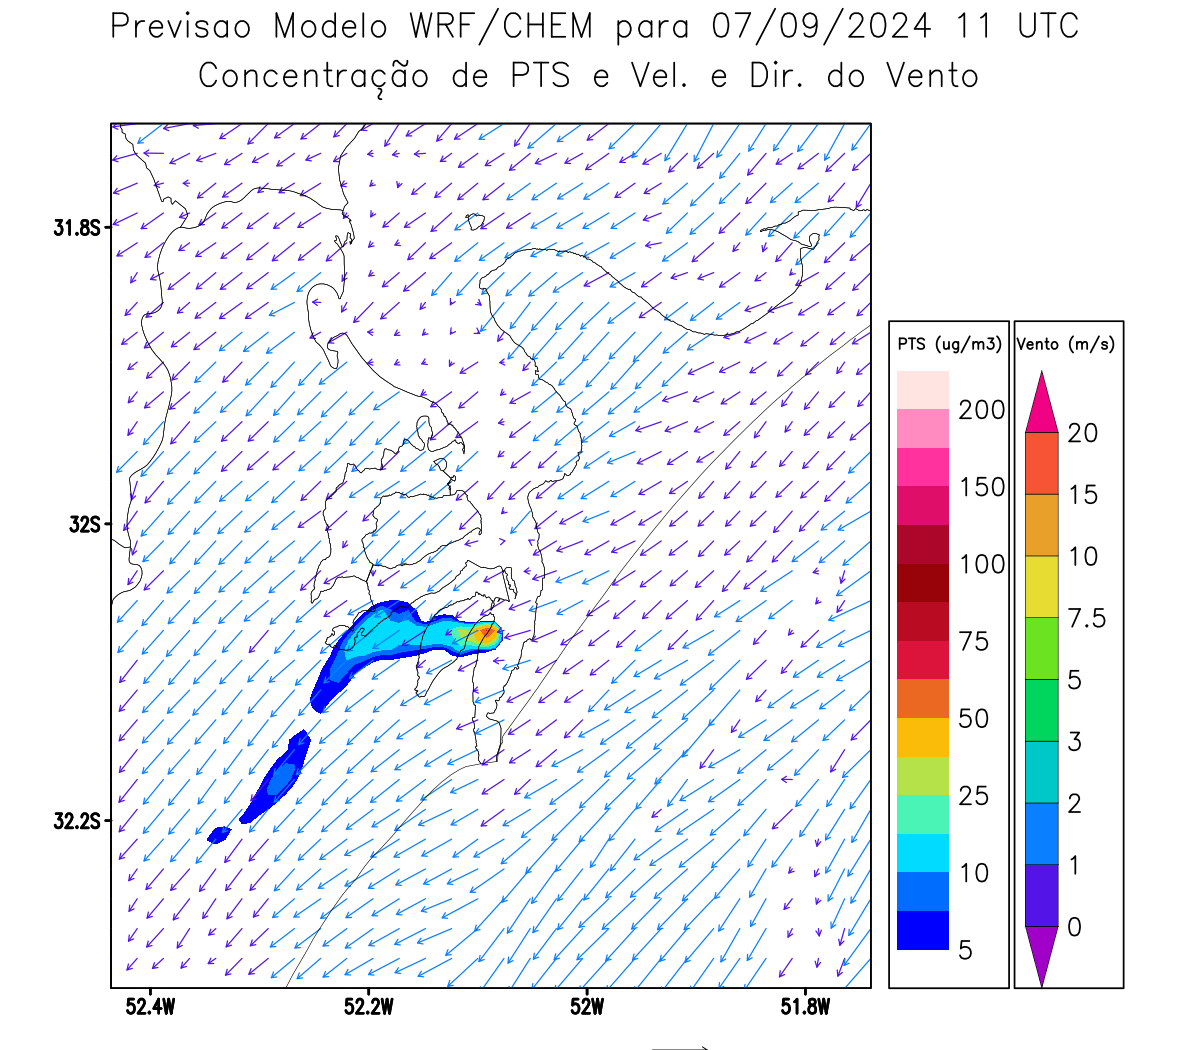 Previsao Modelo WRF/CHEM para 07/09/2024 11 UTC
Concentração de PTS e Vel. e Dir. do Vento
31.8S
32S
32.2S
52.4W
52.2W
52W
51.8W
PTS (ug/m3)
200
150
100
75
50
25
10
5
Vento (m/s)
20
15
10
7.5
5
3
2
1
0